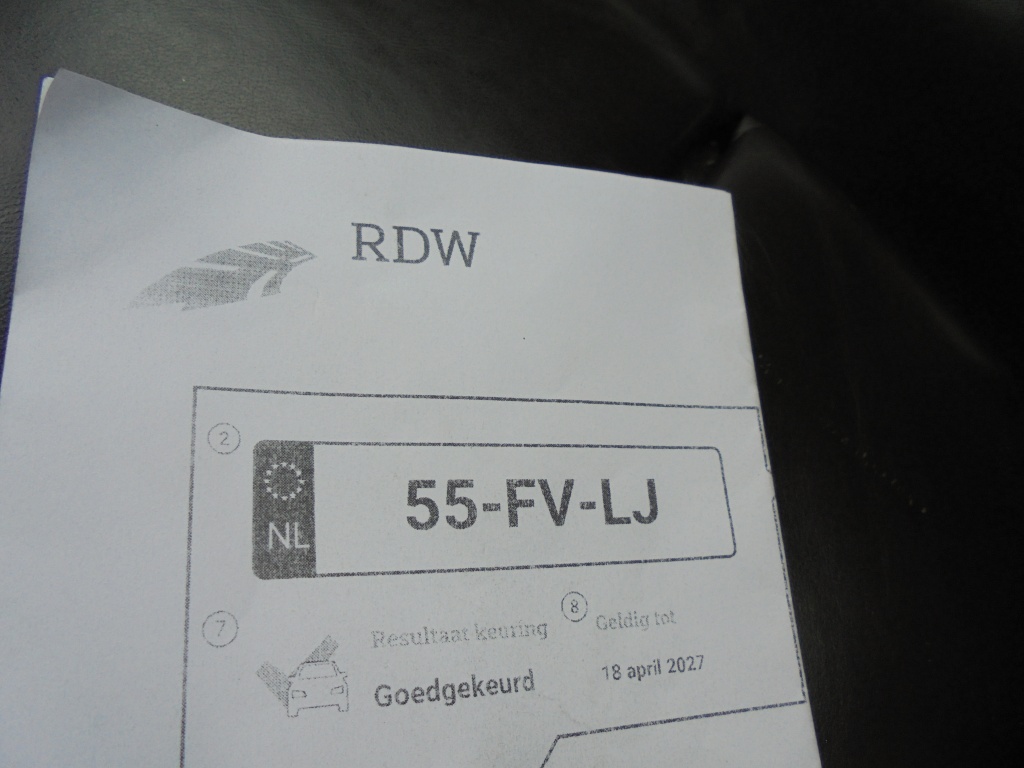 RDW
2
NL
55-FV-LJ
7
Resultaat keuring
8
Geldig tot
Goedgekeurd
18 april 2027